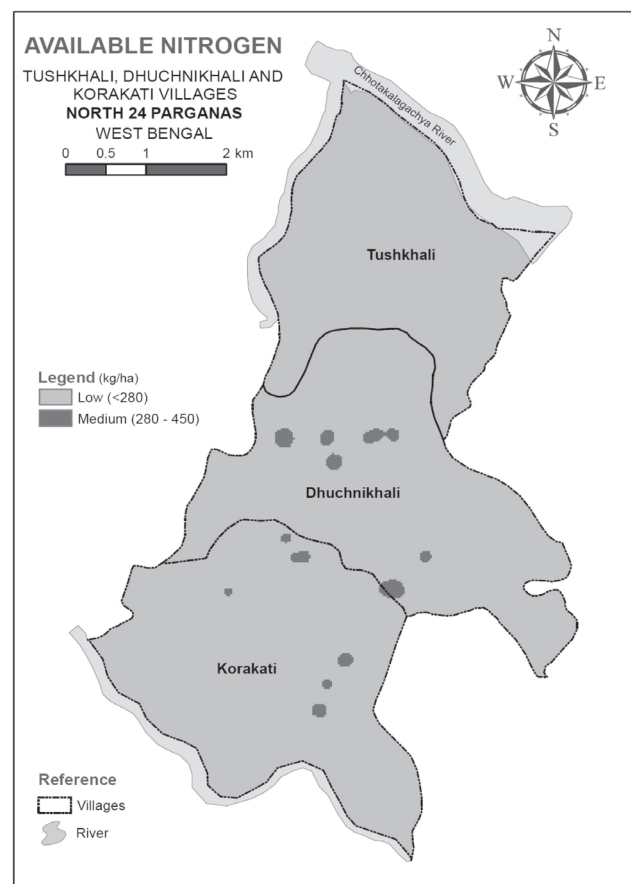 AVAILABLE NITROGEN
TUSHKHALI, DHUCHNIKHALI AND
KORAKATI VILLAGES
NORTH 24 PARGANAS
WEST BENGAL
0 0.5 1 2 km
N
W E
S
Chhotakalagachya River
Tushkhali
Legend (kg/ha)
Low (<280)
Medium (280 - 450)
Dhuchnikhali
Korakati
Reference
Villages
River